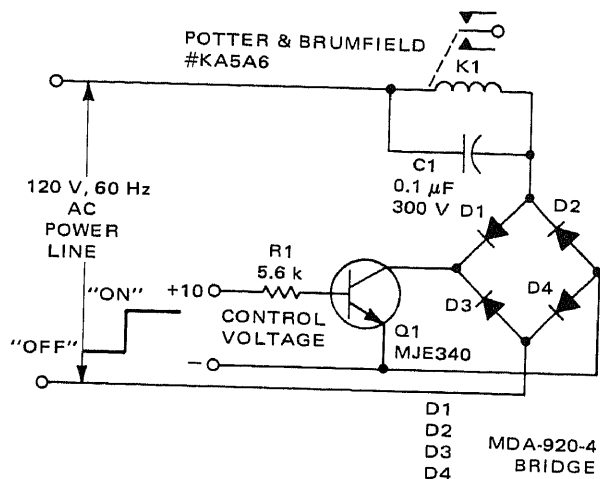 POTTER & BRUMFIELD
#KA5A6
K1
C1
0.1 µF
300 V
120 V, 60 Hz
AC
POWER
LINE
D1
D2
R1
5.6 k
"ON"
+10
CONTROL
VOLTAGE
"OFF"
D3
D4
Q1
MJE340
–
D1
D2
D3
D4
MDA-920-4
BRIDGE